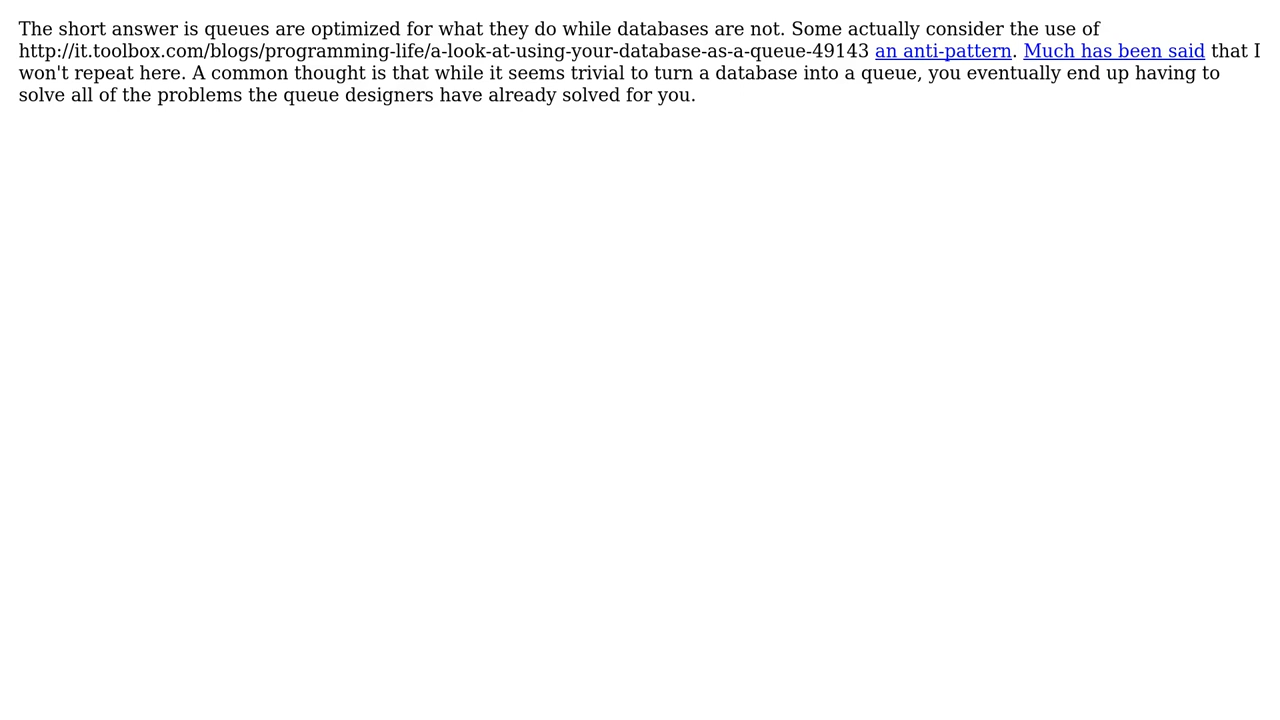 The short answer is queues are optimized for what they do while databases are not. Some actually consider the use of
http://it.toolbox.com/blogs/programming-life/a-look-at-using-your-database-as-a-queue-49143 an anti-pattern. Much has been said that I
won't repeat here. A common thought is that while it seems trivial to turn a database into a queue, you eventually end up having to
solve all of the problems the queue designers have already solved for you.